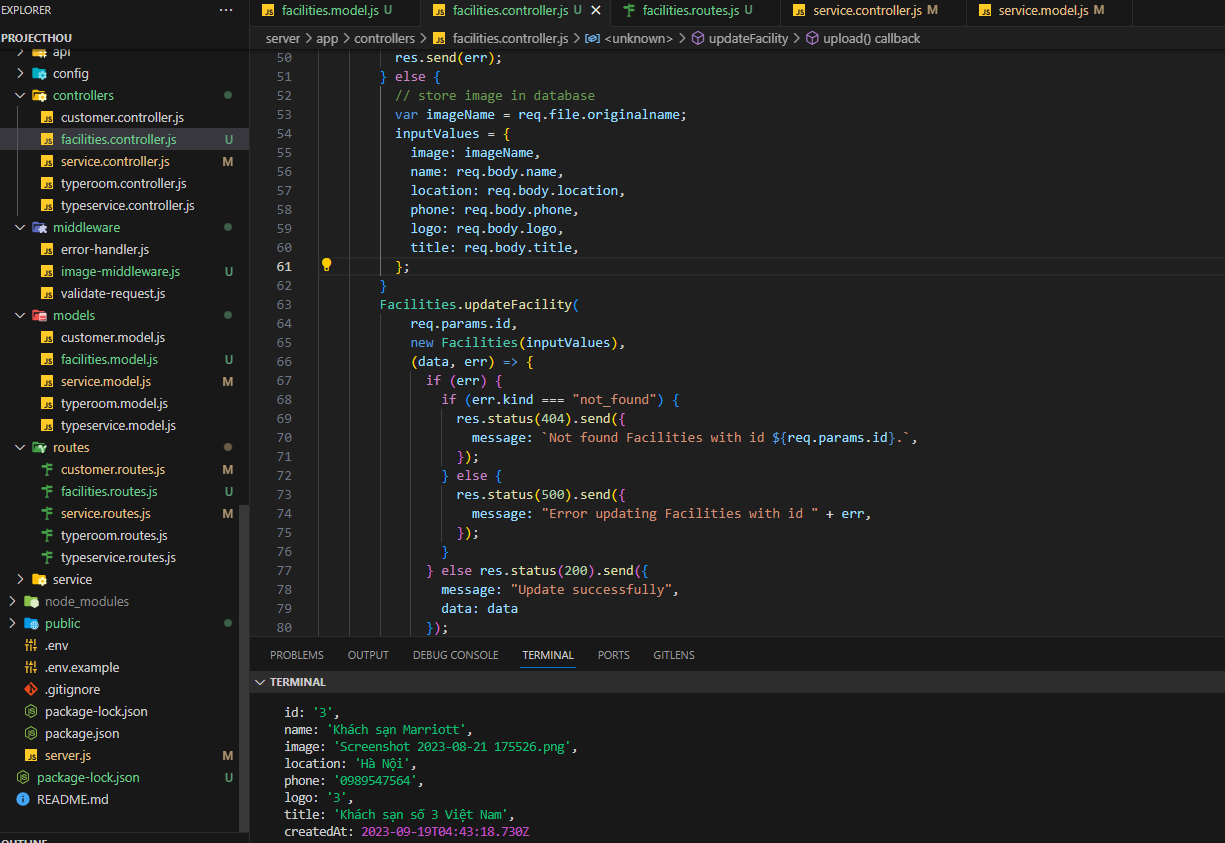 EXPLORER
PROJECTHOU
api
config
controllers
customer.controller.js
facilities.controller.js U
service.controller.js M
typeroom.controller.js
typeservice.controller.js
middleware
error-handler.js
image-middleware.js U
validate-request.js
models
customer.model.js
facilities.model.js U
service.model.js M
typeroom.model.js
typeservice.model.js
routes
customer.routes.js M
facilities.routes.js U
service.routes.js M
typeroom.routes.js
typeservice.routes.js
service
node_modules
public
.env
.env.example
.gitignore
package-lock.json
package.json
server.js M
package-lock.json U
README.md
OUTLINE
facilities.model.js U facilities.controller.js U facilities.routes.js U service.controller.js M service.model.js M
server > app > controllers > facilities.controller.js > <unknown> > updateFacility > upload() callback
50 res.send(err);
51 } else {
52 // store image in database
53 var imageName = req.file.originalname;
54 inputValues = {
55 image: imageName,
56 name: req.body.name,
57 location: req.body.location,
58 phone: req.body.phone,
59 logo: req.body.logo,
60 title: req.body.title,
61 };
62 }
63 Facilities.updateFacility(
64 req.params.id,
65 new Facilities(inputValues),
66 (data, err) => {
67 if (err) {
68 if (err.kind === "not_found") {
69 res.status(404).send({
70 message: `Not found Facilities with id ${req.params.id}.`,
71 });
72 } else {
73 res.status(500).send({
74 message: "Error updating Facilities with id " + err,
75 });
76 }
77 } else res.status(200).send({
78 message: "Update successfully",
79 data: data
80 });
PROBLEMS OUTPUT DEBUG CONSOLE TERMINAL PORTS GITLENS
TERMINAL
id: '3',
name: 'Khách sạn Marriott',
image: 'Screenshot 2023-08-21 175526.png',
location: 'Hà Nội',
phone: '0989547564',
logo: '3',
title: 'Khách sạn số 3 Việt Nam',
createdAt: 2023-09-19T04:43:18.730Z